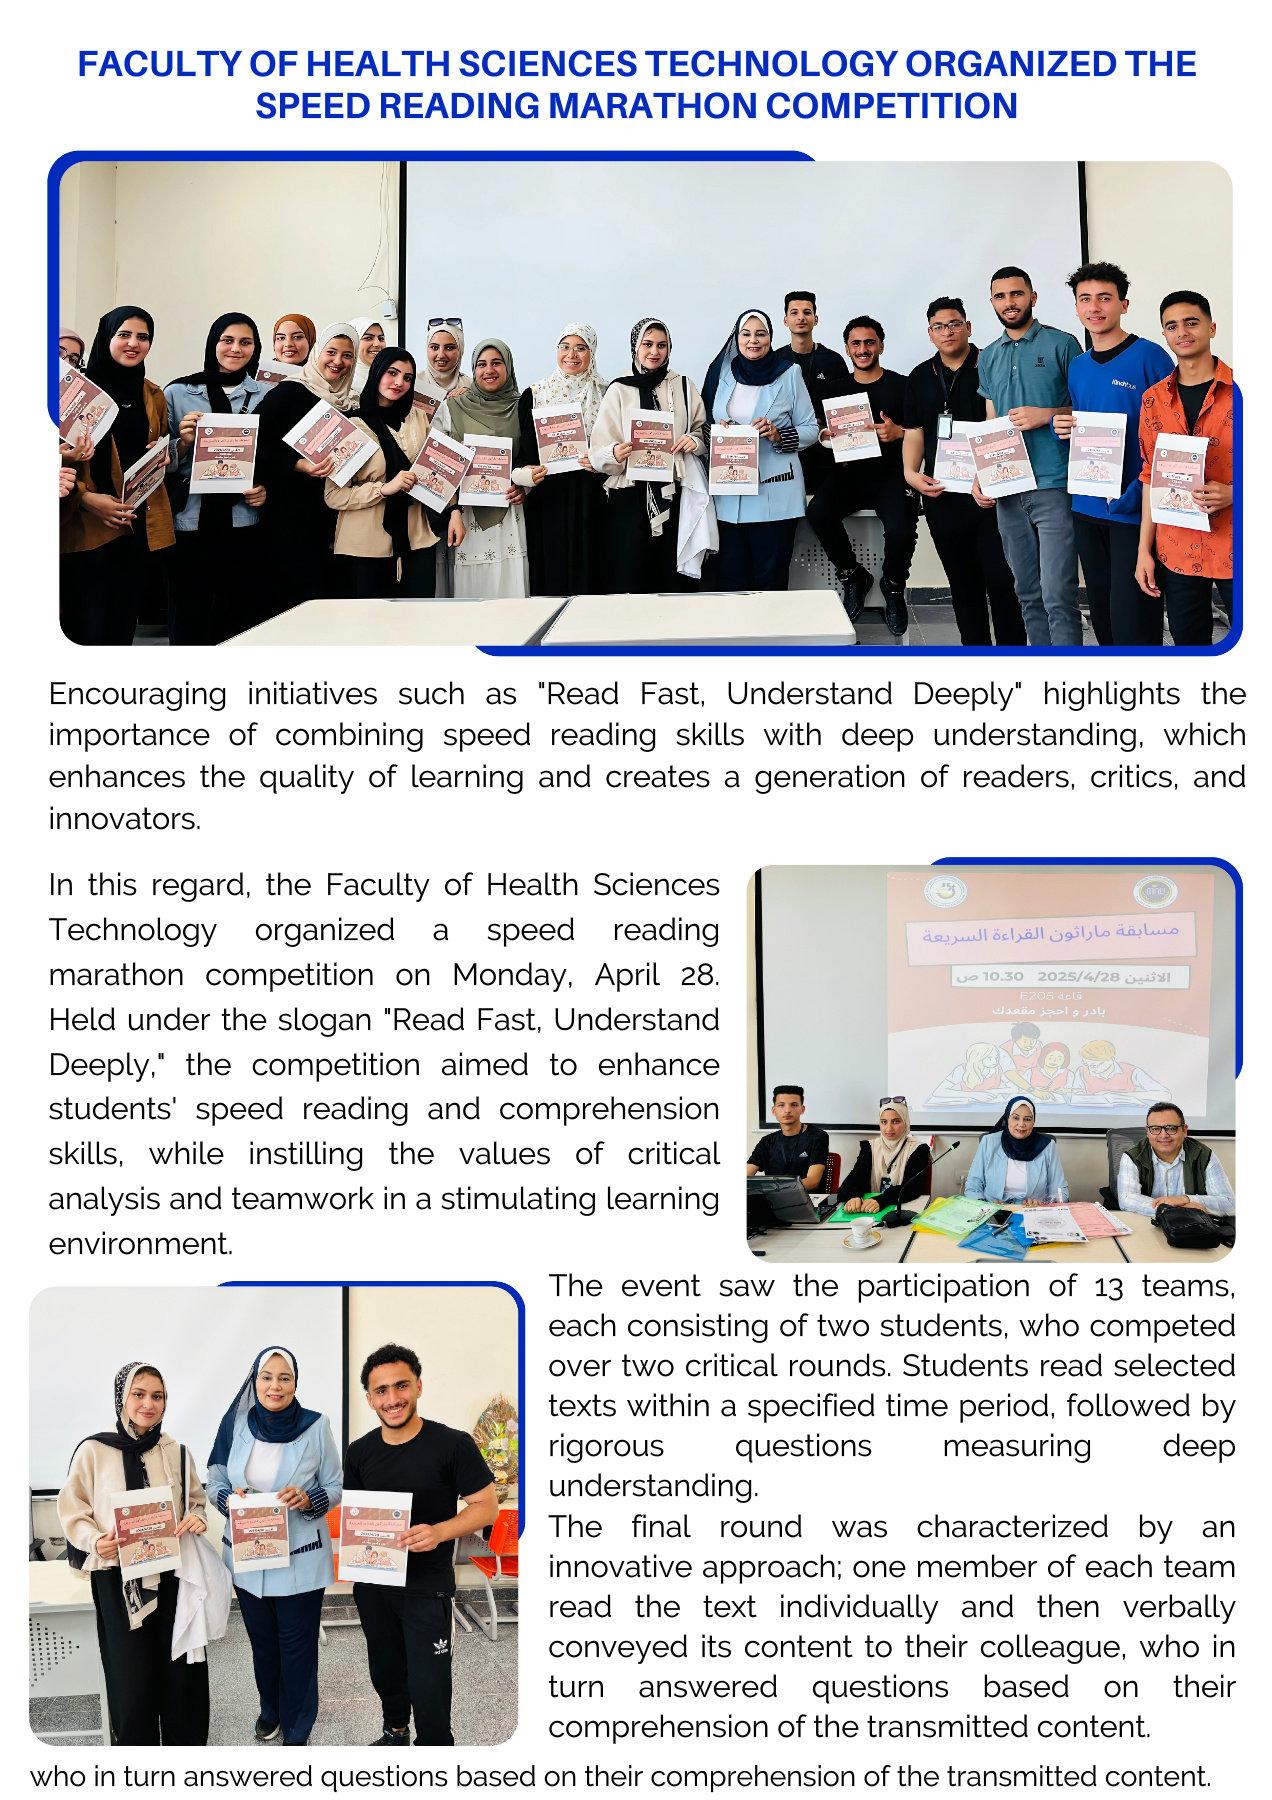 FACULTY OF HEALTH SCIENCES TECHNOLOGY ORGANIZED THE
SPEED READING MARATHON COMPETITION
Encouraging initiatives such as "Read Fast, Understand Deeply" highlights the
importance of combining speed reading skills with deep understanding, which
enhances the quality of learning and creates a generation of readers, critics, and
innovators.
In this regard, the Faculty of Health Sciences
Technology organized a speed reading
marathon competition on Monday, April 28.
Held under the slogan "Read Fast, Understand
Deeply," the competition aimed to enhance
students' speed reading and comprehension
skills, while instilling the values of critical
analysis and teamwork in a stimulating learning
environment.
مسابقة ماراثون القراءة السريعة
الاثنين 2025/4/28 10.30 ص
قاعة E205
بادر و احجز مقعدك
The event saw the participation of 13 teams,
each consisting of two students, who competed
over two critical rounds. Students read selected
texts within a specified time period, followed by
rigorous questions measuring deep
understanding.
The final round was characterized by an
innovative approach; one member of each team
read the text individually and then verbally
conveyed its content to their colleague, who in
turn answered questions based on their
comprehension of the transmitted content.
who in turn answered questions based on their comprehension of the transmitted content.